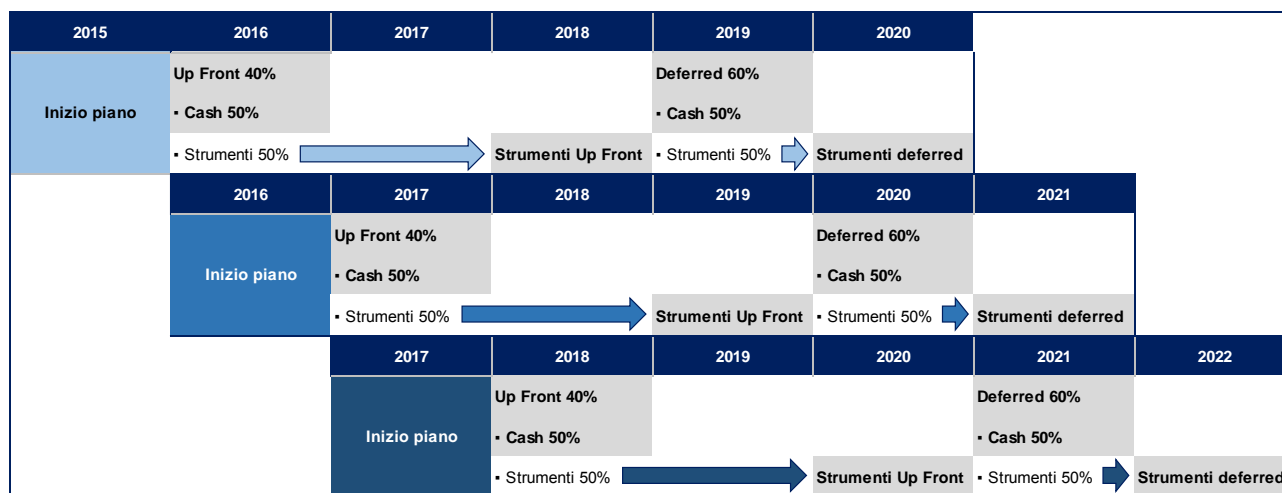 2015 2016 2017 2018 2019 2020
Up Front 40% Deferred 60%
Inizio piano ▪ Cash 50% ▪ Cash 50%
▪ Strumenti 50% Strumenti Up Front ▪ Strumenti 50% Strumenti deferred
2016 2017 2018 2019 2020 2021
Up Front 40% Deferred 60%
Inizio piano ▪ Cash 50% ▪ Cash 50%
▪ Strumenti 50% Strumenti Up Front ▪ Strumenti 50% Strumenti deferred
2017 2018 2019 2020 2021 2022
Up Front 40% Deferred 60%
Inizio piano ▪ Cash 50% ▪ Cash 50%
▪ Strumenti 50% Strumenti Up Front ▪ Strumenti 50% Strumenti deferred